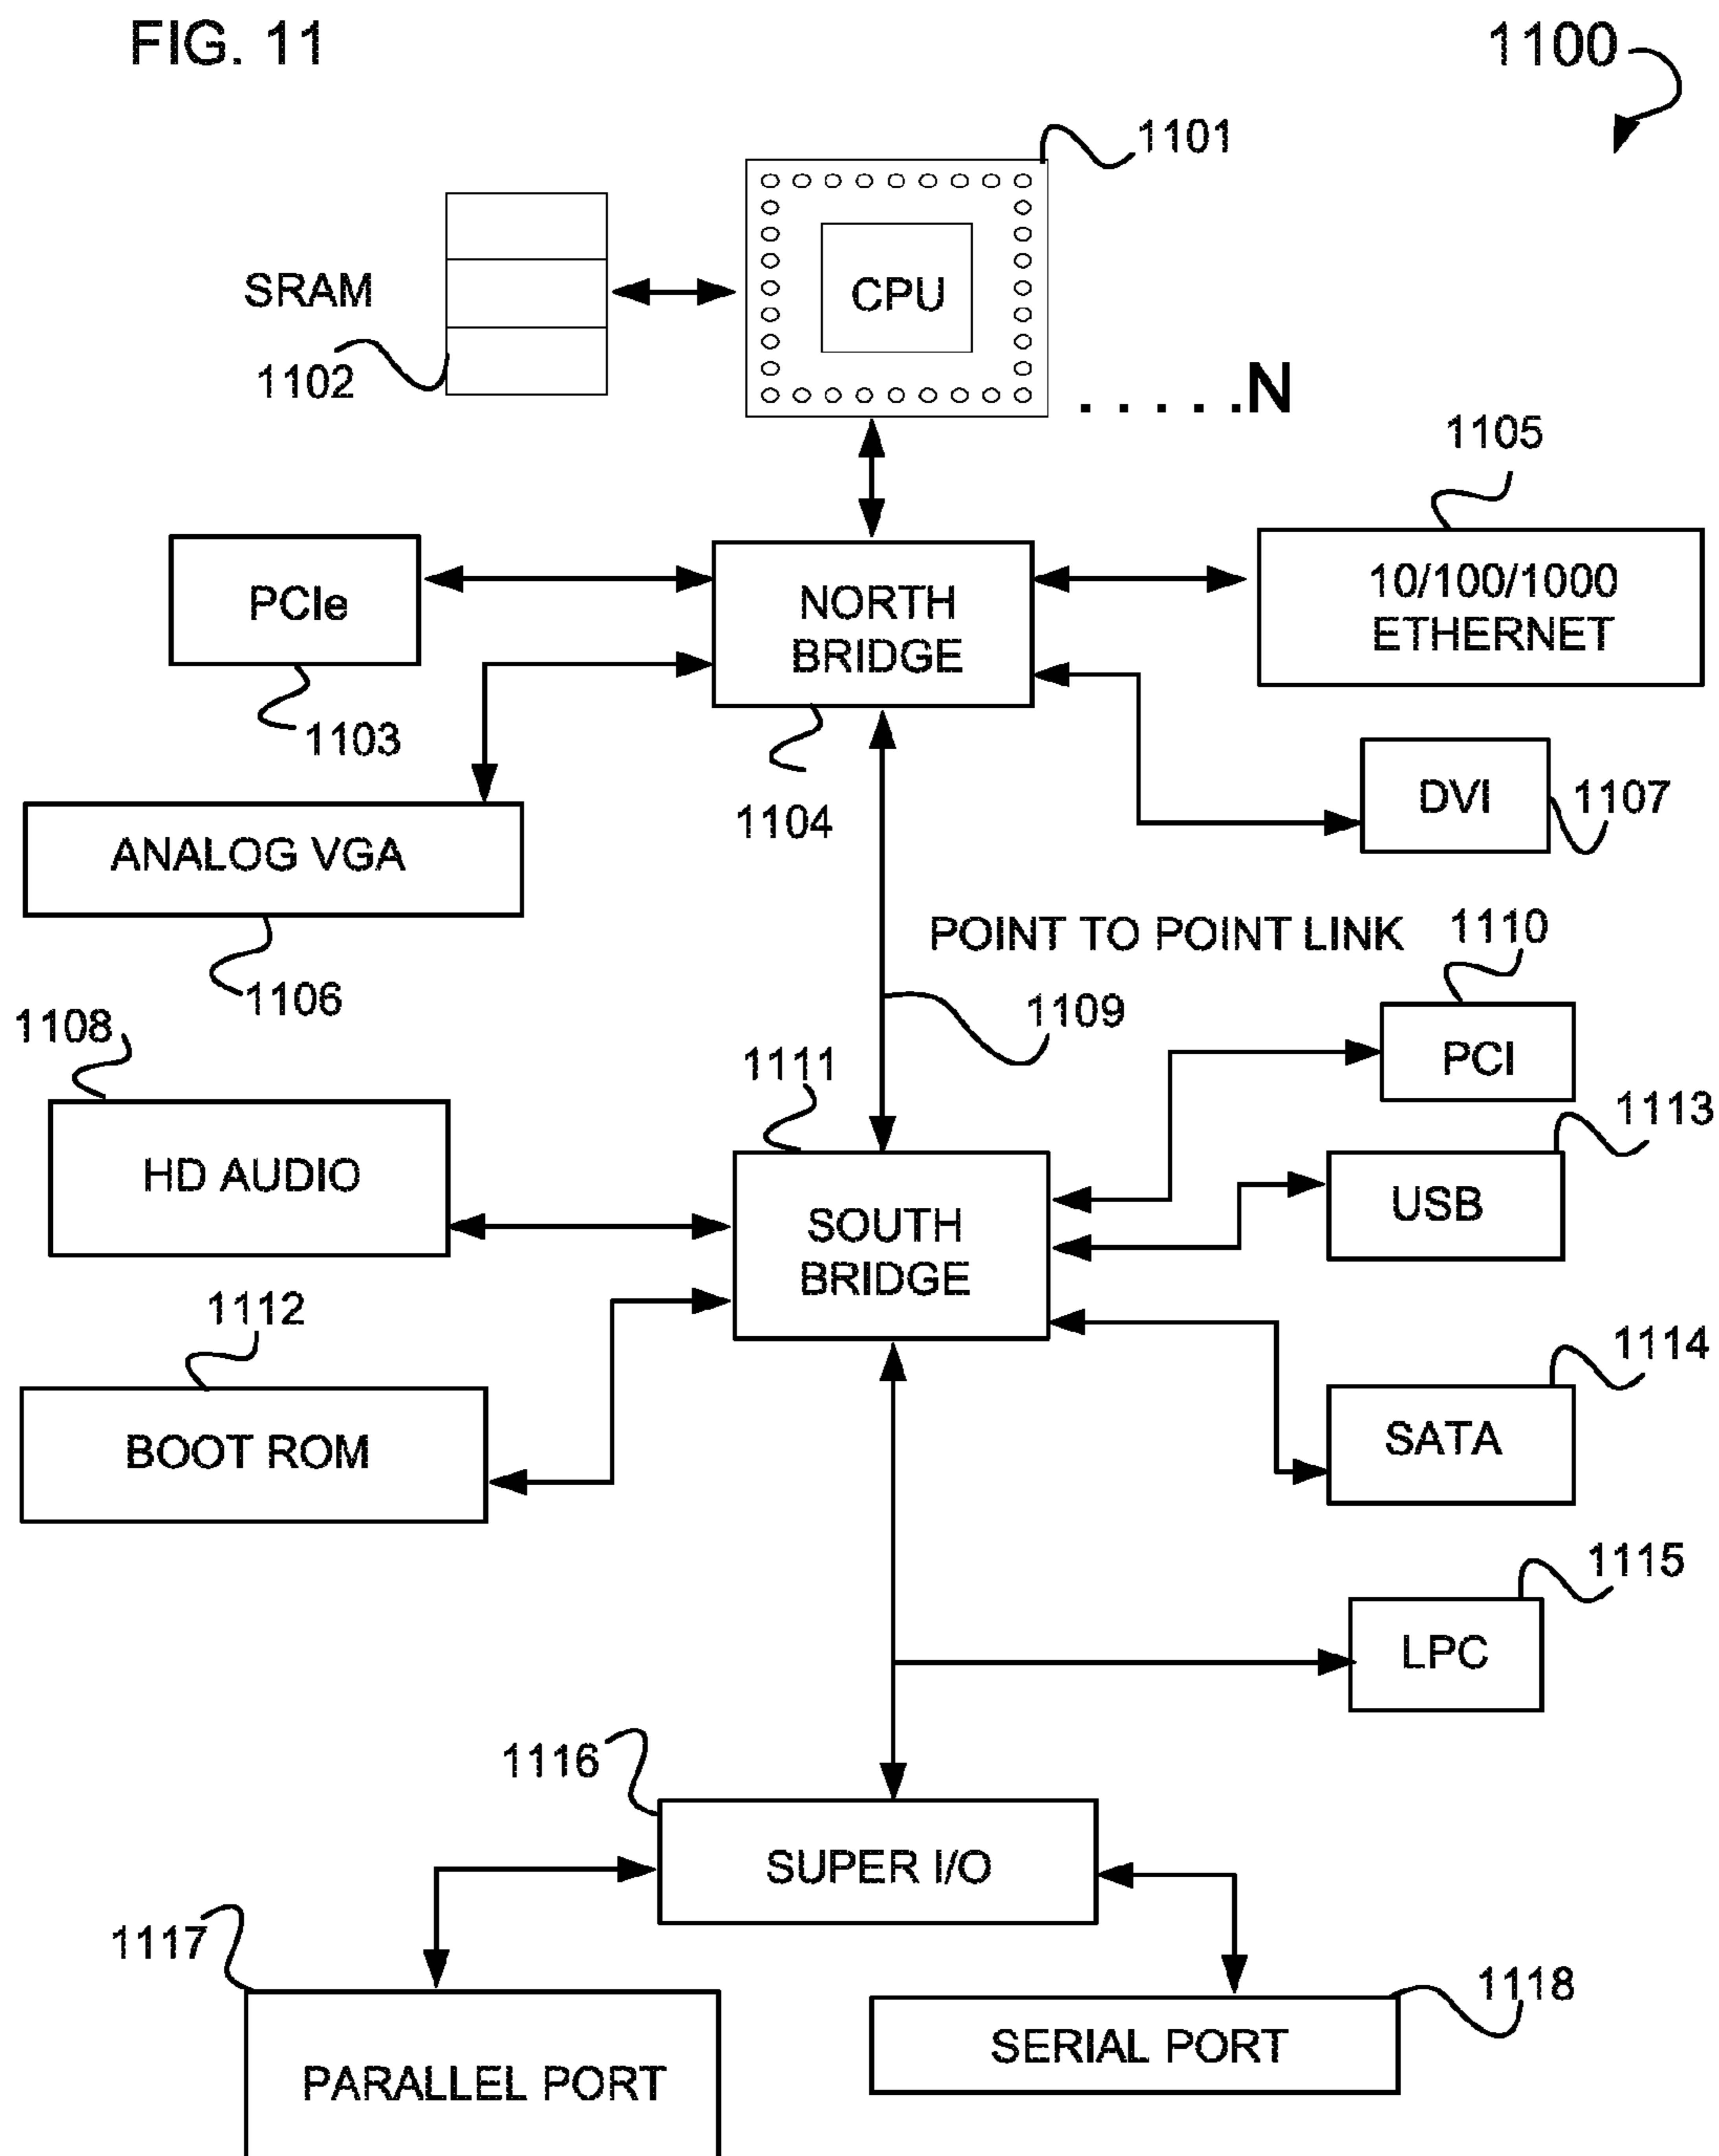 FIG. 11
1100
1101
SRAM
CPU
1102
. . . . .N
1105
PCIe
NORTH
BRIDGE
10/100/1000
ETHERNET
1103
1104
DVI
1107
ANALOG VGA
1106
POINT TO POINT LINK
1110
1108
1109
1111
PCI
1113
HD AUDIO
SOUTH
BRIDGE
USB
1112
1114
BOOT ROM
SATA
1115
LPC
1116
SUPER I/O
1117
1118
PARALLEL PORT
SERIAL PORT